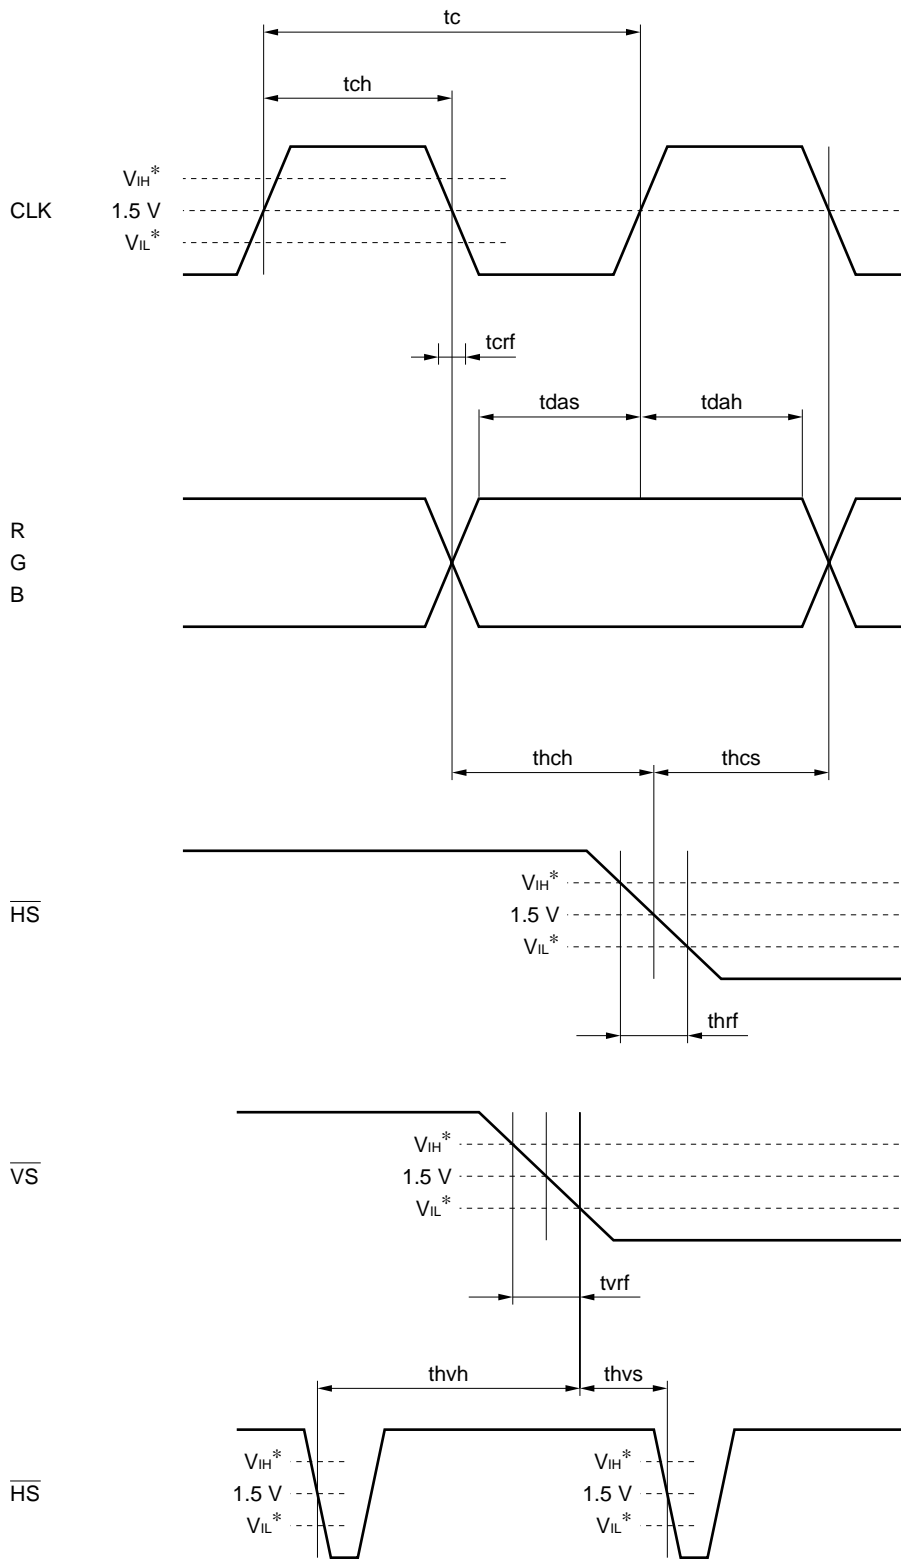 tc
tch
VIH*
CLK 1.5 V
VIL*
tcrf
tdas tdah
R
G
B
thch thcs
VIH*
HS 1.5 V
VIL*
thrf
VIH*
VS 1.5 V
VIL*
tvrf
thvh thvs
VIH* VIH*
HS 1.5 V 1.5 V
VIL* VIL*